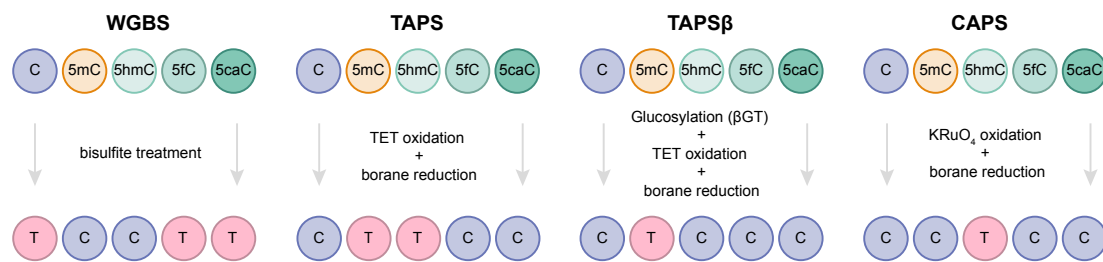 WGBS
TAPS
TAPSβ
CAPS
C 5mC 5hmC 5fC 5caC
C 5mC 5hmC 5fC 5caC
C 5mC 5hmC 5fC 5caC
C 5mC 5hmC 5fC 5caC
bisulfite treatment
TET oxidation
+
borane reduction
Glucosylation (βGT)
+
TET oxidation
+
borane reduction
KRuO₄ oxidation
+
borane reduction
T C C T T
C T T C C
C T C C C
C C T C C